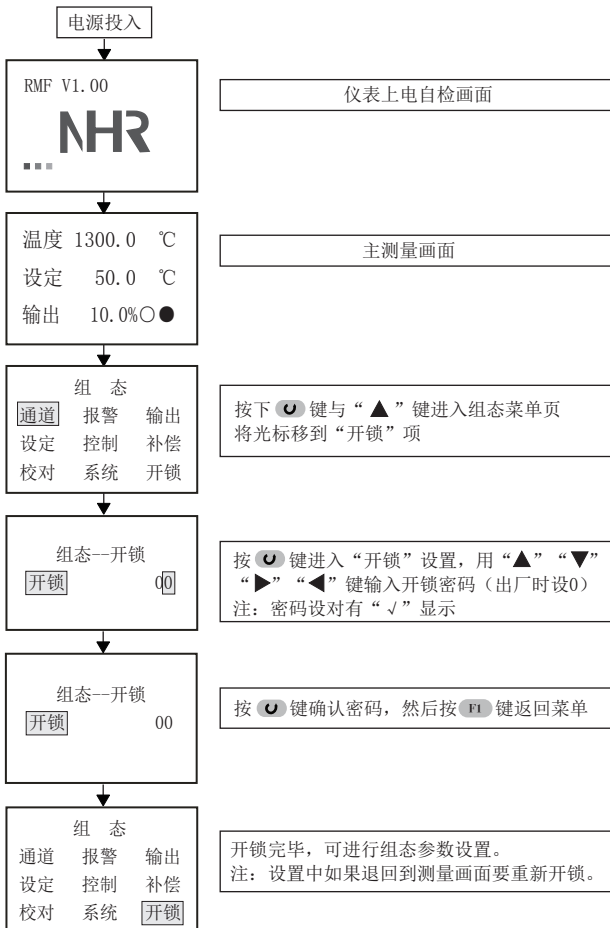 电源投入
RMF V1.00
NHR
仪表上电自检画面
温度 1300.0 ℃
设定 50.0 ℃
输出 10.0%○●
主测量画面
组 态
通道 报警 输出
设定 控制 补偿
校对 系统 开锁
按下 键与“▲”键进入组态菜单页
将光标移到“开锁”项
组态--开锁
开锁 00
按 键进入“开锁”设置，用“▲”“▼”
“▶”“◀”键输入开锁密码（出厂时设0）
注：密码设对有“√”显示
组态--开锁
开锁 00
按 键确认密码，然后按 F1 键返回菜单
组 态
通道 报警 输出
设定 控制 补偿
校对 系统 开锁
开锁完毕，可进行组态参数设置。
注：设置中如果退回到测量画面要重新开锁。